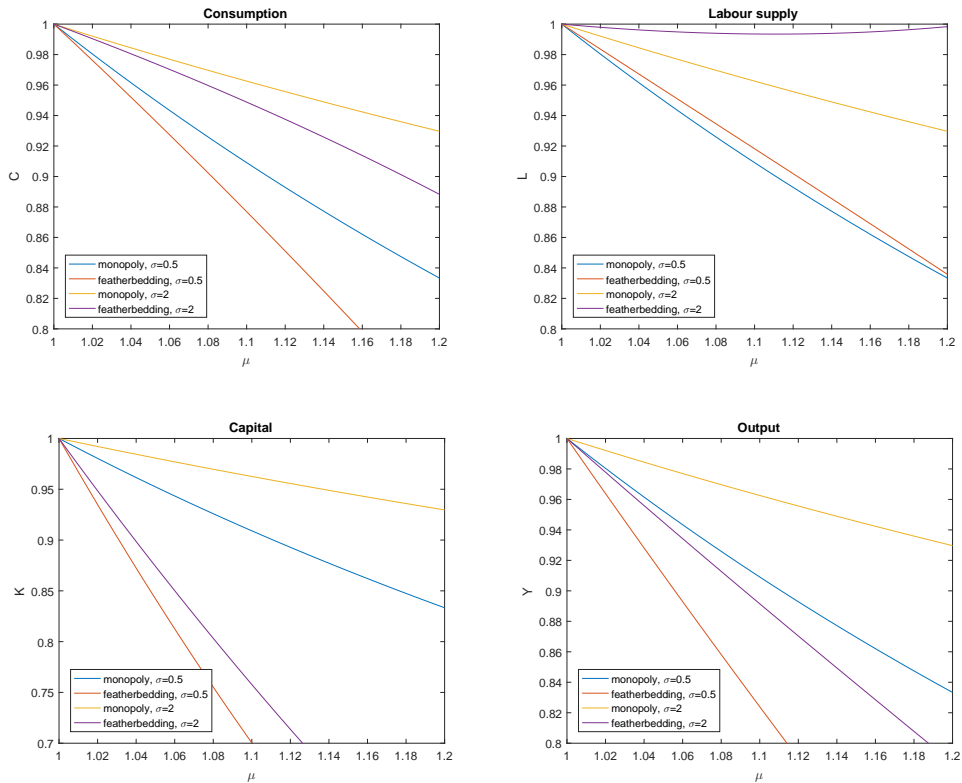 Consumption
1
0.98
0.96
0.94
0.92
0.9
0.88
0.86
0.84
0.82
0.8
C
monopoly, σ=0.5
featherbedding, σ=0.5
monopoly, σ=2
featherbedding, σ=2
1 1.02 1.04 1.06 1.08 1.1 1.12 1.14 1.16 1.18 1.2
μ
Labour supply
1
0.98
0.96
0.94
0.92
0.9
0.88
0.86
0.84
0.82
0.8
L
monopoly, σ=0.5
featherbedding, σ=0.5
monopoly, σ=2
featherbedding, σ=2
1 1.02 1.04 1.06 1.08 1.1 1.12 1.14 1.16 1.18 1.2
μ
Capital
1
0.95
0.9
0.85
0.8
0.75
0.7
K
monopoly, σ=0.5
featherbedding, σ=0.5
monopoly, σ=2
featherbedding, σ=2
1 1.02 1.04 1.06 1.08 1.1 1.12 1.14 1.16 1.18 1.2
μ
Output
1
0.98
0.96
0.94
0.92
0.9
0.88
0.86
0.84
0.82
0.8
Y
monopoly, σ=0.5
featherbedding, σ=0.5
monopoly, σ=2
featherbedding, σ=2
1 1.02 1.04 1.06 1.08 1.1 1.12 1.14 1.16 1.18 1.2
μ